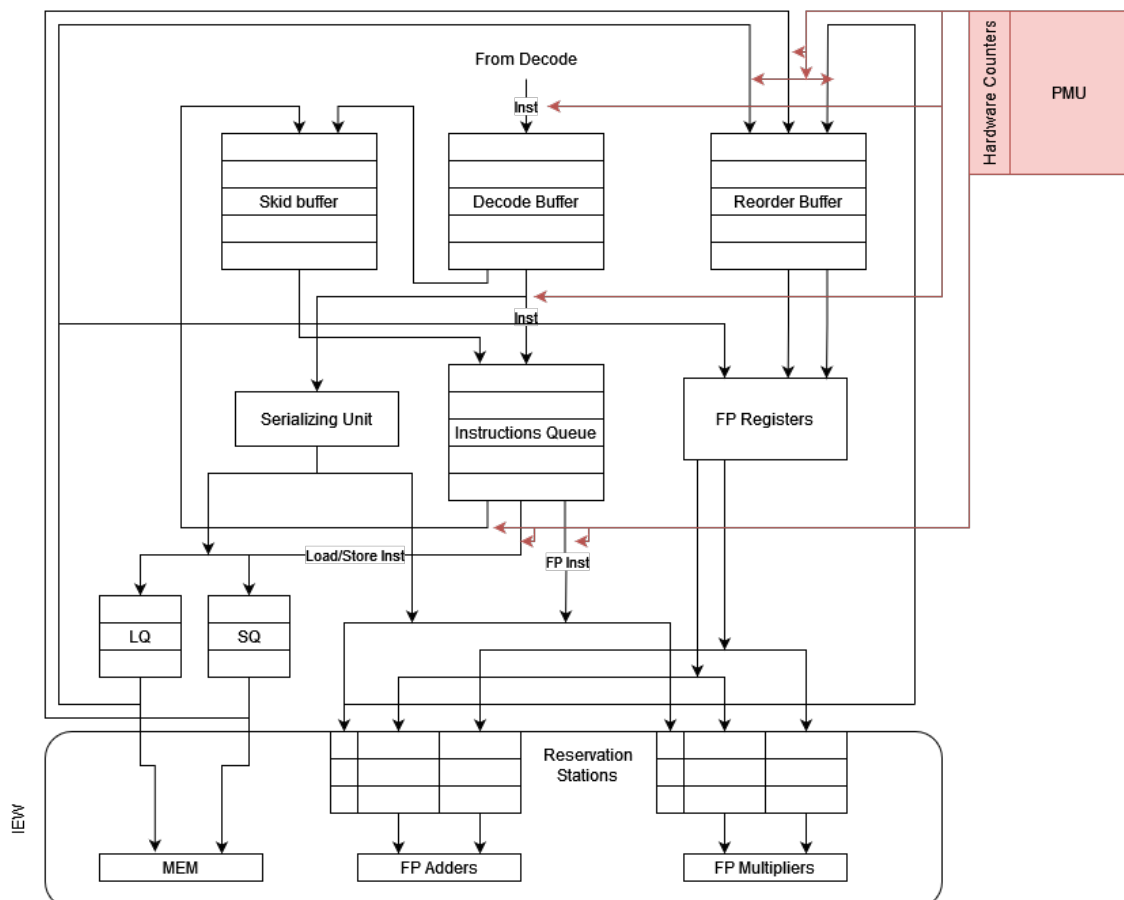 From Decode
Inst
Hardware Counters
PMU
Skid buffer
Decode Buffer
Reorder Buffer
Inst
Serializing Unit
Instructions Queue
FP Registers
Load/Store Inst
FP Inst
LQ
SQ
Reservation
Stations
IEW
MEM
FP Adders
FP Multipliers